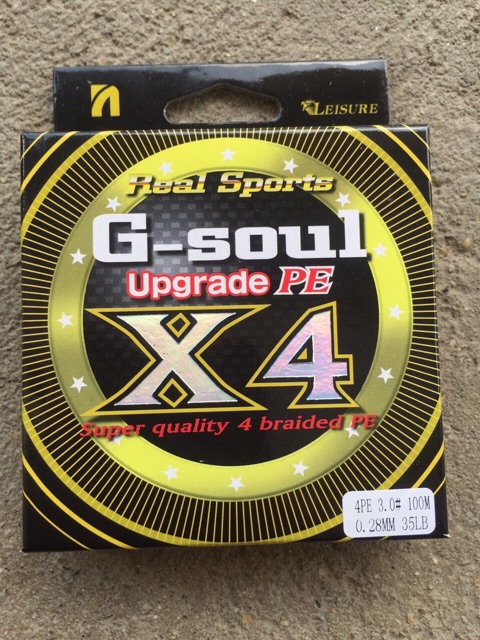 LEISURE
Real Sports
G-soul
Upgrade PE
X4
Super quality 4 braided PE
4PE 3.0# 100M
0.28MM 35LB